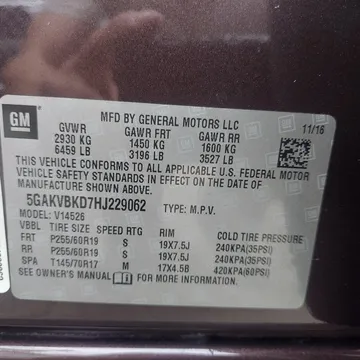 GM
MFD BY GENERAL MOTORS LLC
11/16
GVWR GAWR FRT GAWR RR
2930 KG 1450 KG 1600 KG
6459 LB 3196 LB 3527 LB
THIS VEHICLE CONFORMS TO ALL APPLICABLE U.S. FEDERAL MOTOR
VEHICLE SAFETY STANDARDS IN EFFECT ON THE DATE OF
MANUFACTURE SHOWN ABOVE.
5GAKVBKD7HJ229062 TYPE: M.P.V.
MODEL: V14526
VBBL TIRE SIZE SPEED RTG RIM COLD TIRE PRESSURE
FRT P255/60R19 S 19X7.5J 240KPA(35PSI)
RR P255/60R19 S 19X7.5J 240KPA(35PSI)
SPA T145/70R17 M 17X4.5B 420KPA(60PSI)
SEE OWNER'S MANUAL FOR MORE INFORMATION.